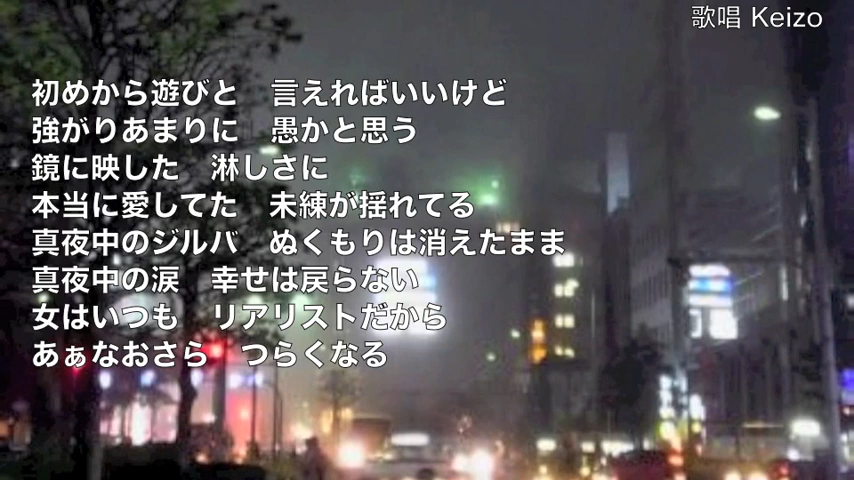 歌唱 Keizo
初めから遊びと　言えればいいけど
強がりあまりに　愚かと思う
鏡に映した　淋しさに
本当に愛してた　未練が揺れてる
真夜中のジルバ　ぬくもりは消えたまま
真夜中の涙　幸せは戻らない
女はいつも　リアリストだから
あぁなおさら　つらくなる